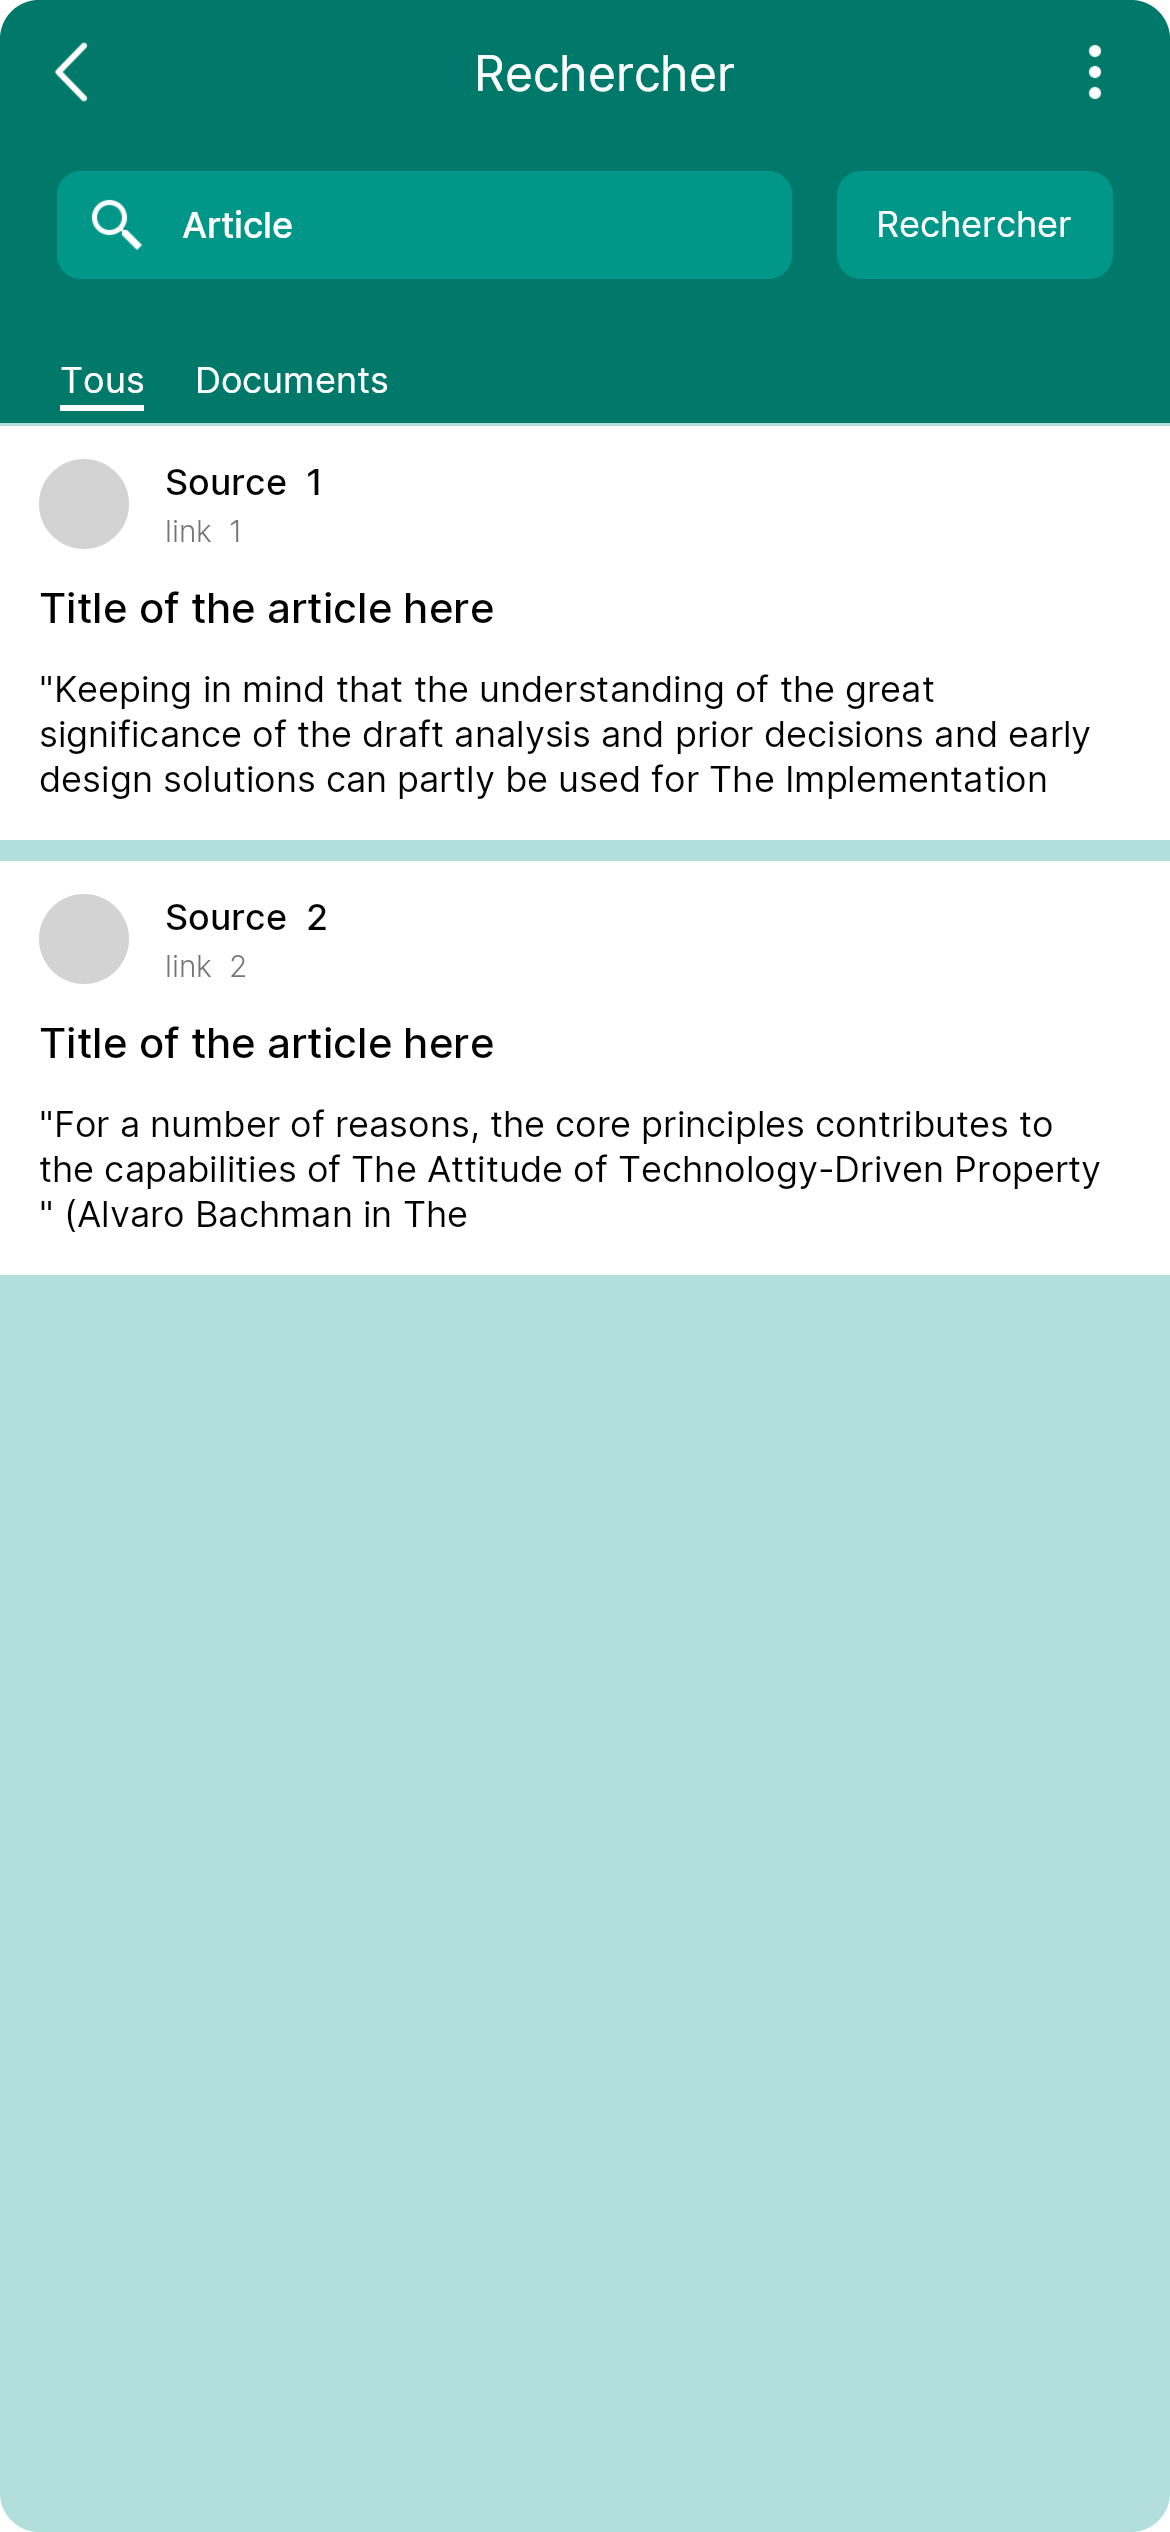 Rechercher
Article
Rechercher
Tous Documents
Source 1
link 1
Title of the article here
"Keeping in mind that the understanding of the great
significance of the draft analysis and prior decisions and early
design solutions can partly be used for The Implementation
Source 2
link 2
Title of the article here
"For a number of reasons, the core principles contributes to
the capabilities of The Attitude of Technology-Driven Property
" (Alvaro Bachman in The